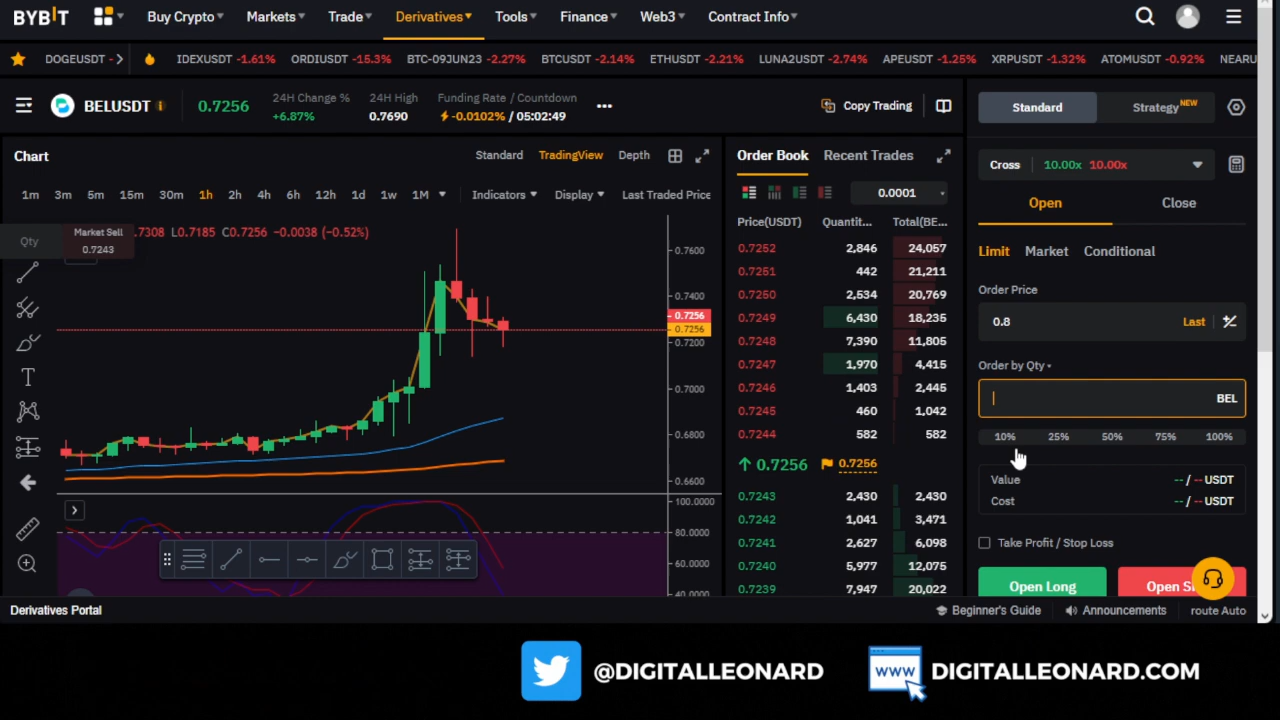 BYBIT Buy Crypto Markets Trade Derivatives Tools Finance Web3 Contract Info
DOGEUSDT - IDEXUSDT -1.61% ORDIUSDT -15.3% BTC-09JUN23 -2.27% BTCUSDT -2.14% ETHUSDT -2.21% LUNA2USDT -2.74% APEUSDT -1.25% XRPUSDT -1.32% ATOMUSDT -0.92% NEARU
BELUSDT 0.7256
24H Change %
+6.87%
24H High
0.7690
Funding Rate / Countdown
-0.0102% / 05:02:49
Copy Trading
Chart
Standard TradingView Depth
1m 3m 5m 15m 30m 1h 2h 4h 6h 12h 1d 1w 1M Indicators Display Last Traded Price
Qty
Market Sell
0.7243
.7308 L0.7185 C0.7256 -0.0038 (-0.52%)
0.7600
0.7400
0.7256
0.7256
0.7200
0.7000
0.6800
0.6600
100.0000
80.0000
60.0000
40.0000
Order Book Recent Trades
0.0001
Price(USDT) Quantit... Total(BE...
0.7252 2,846 24,057
0.7251 442 21,211
0.7250 2,534 20,769
0.7249 6,430 18,235
0.7248 7,390 11,805
0.7247 1,970 4,415
0.7246 1,403 2,445
0.7245 460 1,042
0.7244 582 582
0.7256 0.7256
0.7243 2,430 2,430
0.7242 1,041 3,471
0.7241 2,627 6,098
0.7240 5,977 12,075
0.7239 7,947 20,022
Standard Strategy NEW
Cross 10.00x 10.00x
Open Close
Limit Market Conditional
Order Price
0.8 Last
Order by Qty
BEL
10% 25% 50% 75% 100%
Value -- / -- USDT
Cost -- / -- USDT
Take Profit / Stop Loss
Open Long Open S
Derivatives Portal
Beginner's Guide Announcements route Auto
@DIGITALLEONARD
WWW DIGITALLEONARD.COM